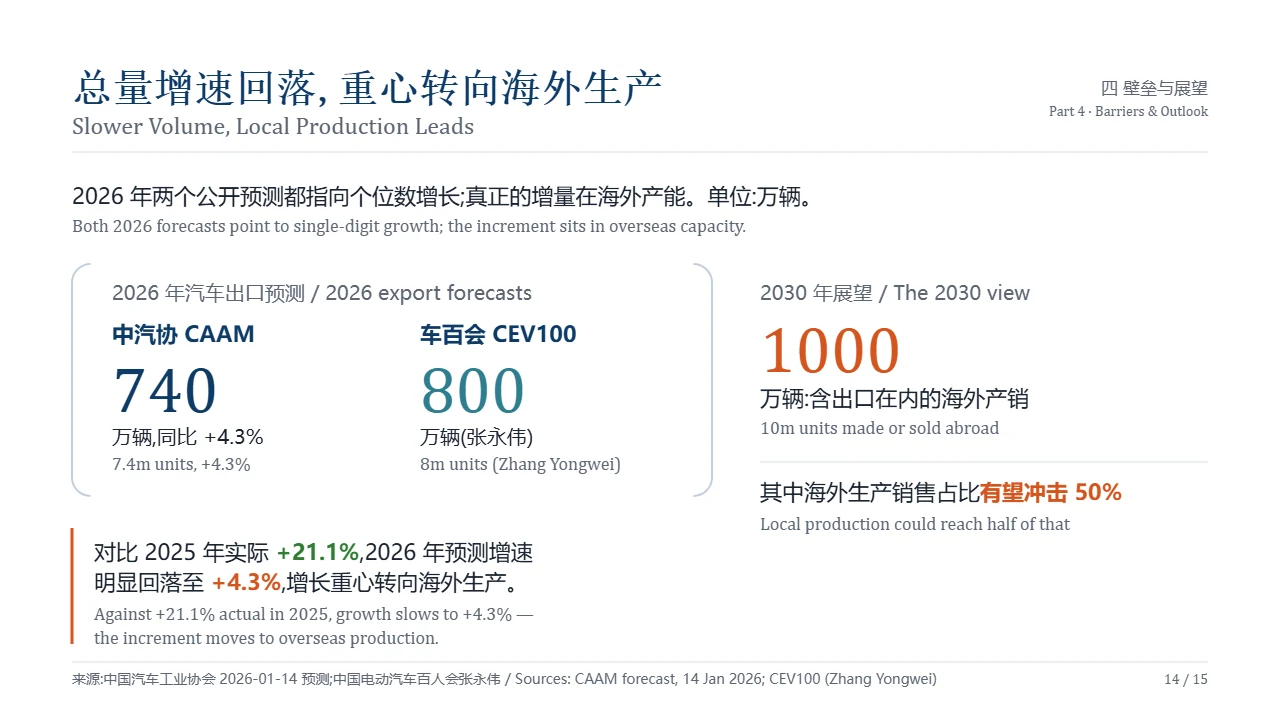 总量增速回落, 重心转向海外生产
Slower Volume, Local Production Leads
四 壁垒与展望
Part 4 · Barriers & Outlook
2026 年两个公开预测都指向个位数增长;真正的增量在海外产能。单位:万辆。
Both 2026 forecasts point to single-digit growth; the increment sits in overseas capacity.
2026 年汽车出口预测 / 2026 export forecasts
中汽协 CAAM
740
万辆,同比 +4.3%
7.4m units, +4.3%
车百会 CEV100
800
万辆(张永伟)
8m units (Zhang Yongwei)
2030 年展望 / The 2030 view
1000
万辆:含出口在内的海外产销
10m units made or sold abroad
其中海外生产销售占比有望冲击 50%
Local production could reach half of that
对比 2025 年实际 +21.1%,2026 年预测增速
明显回落至 +4.3%,增长重心转向海外生产。
Against +21.1% actual in 2025, growth slows to +4.3% —
the increment moves to overseas production.
来源:中国汽车工业协会 2026-01-14 预测;中国电动汽车百人会张永伟 / Sources: CAAM forecast, 14 Jan 2026; CEV100 (Zhang Yongwei)
14 / 15